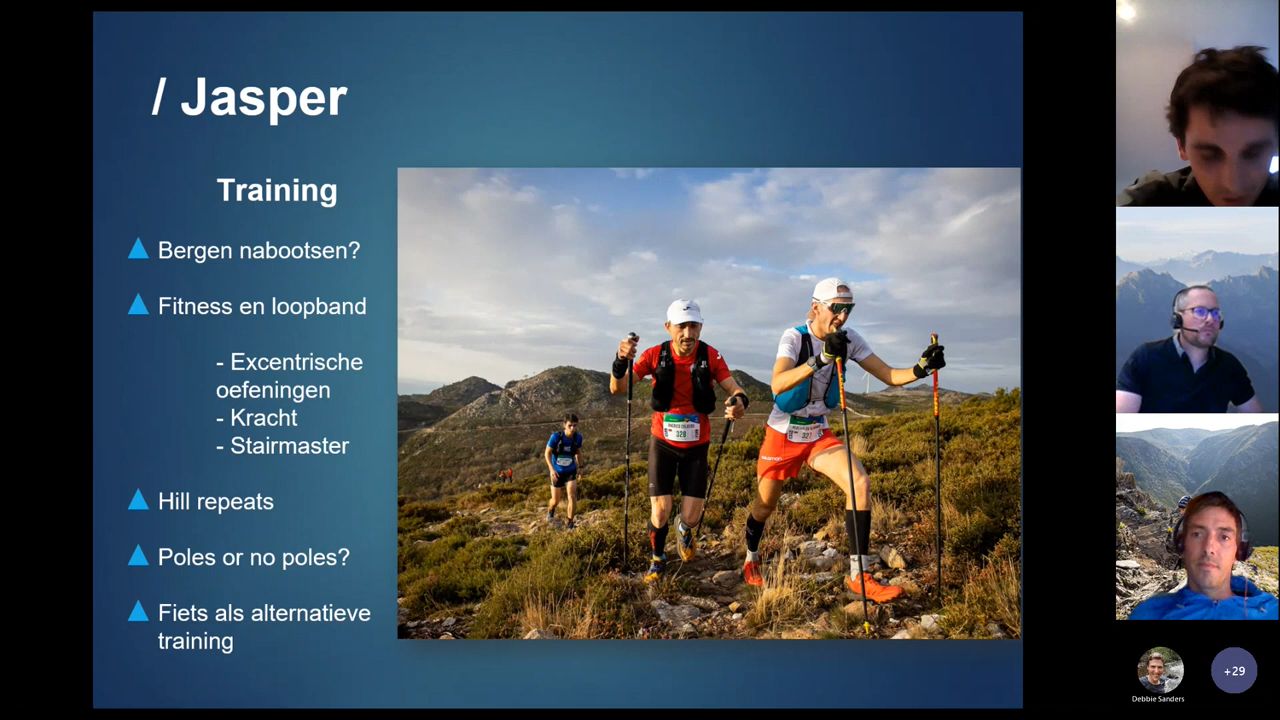 / Jasper
Training
Bergen nabootsen?
Fitness en loopband
- Excentrische
oefeningen
- Kracht
- Stairmaster
Hill repeats
Poles or no poles?
Fiets als alternatieve
training
328
Debbie Sanders
+29